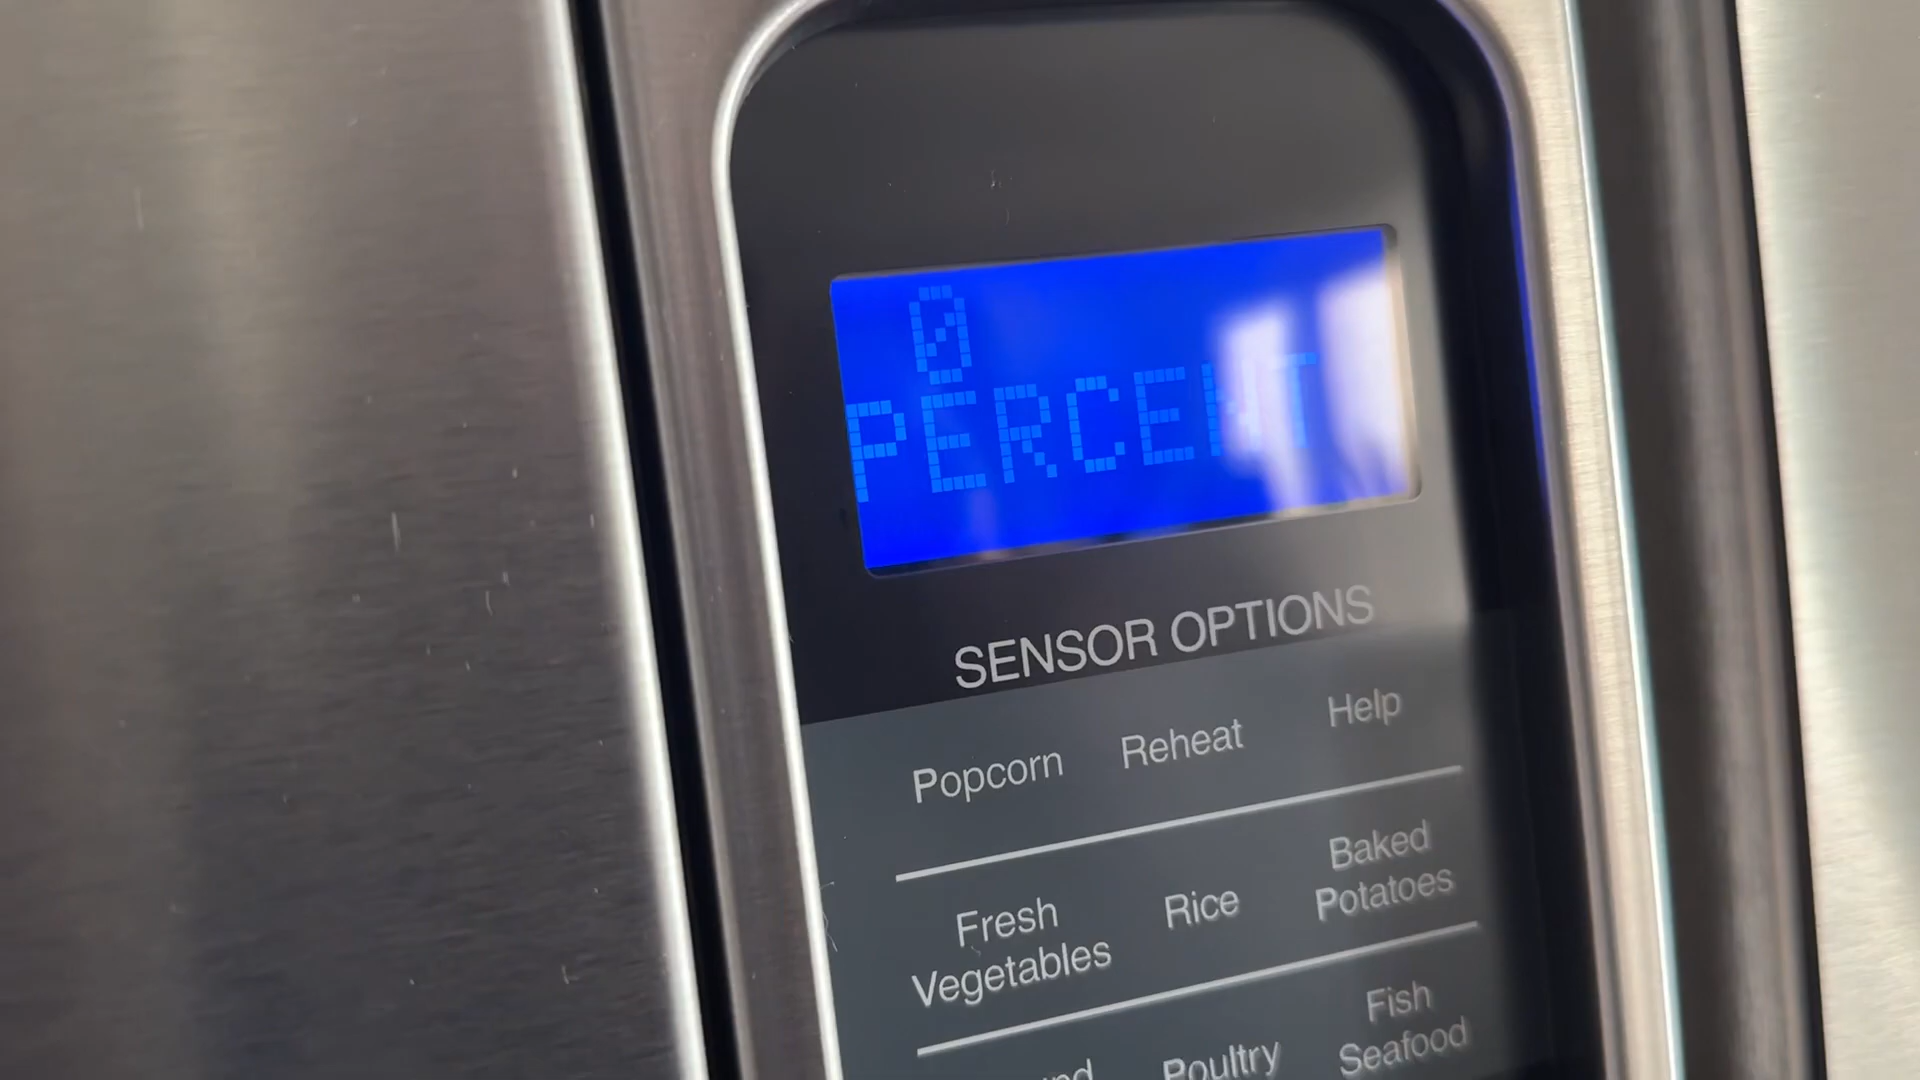 0
PERCENT
SENSOR OPTIONS
Popcorn Reheat Help
Fresh Vegetables Rice Baked Potatoes
Poultry Fish Seafood